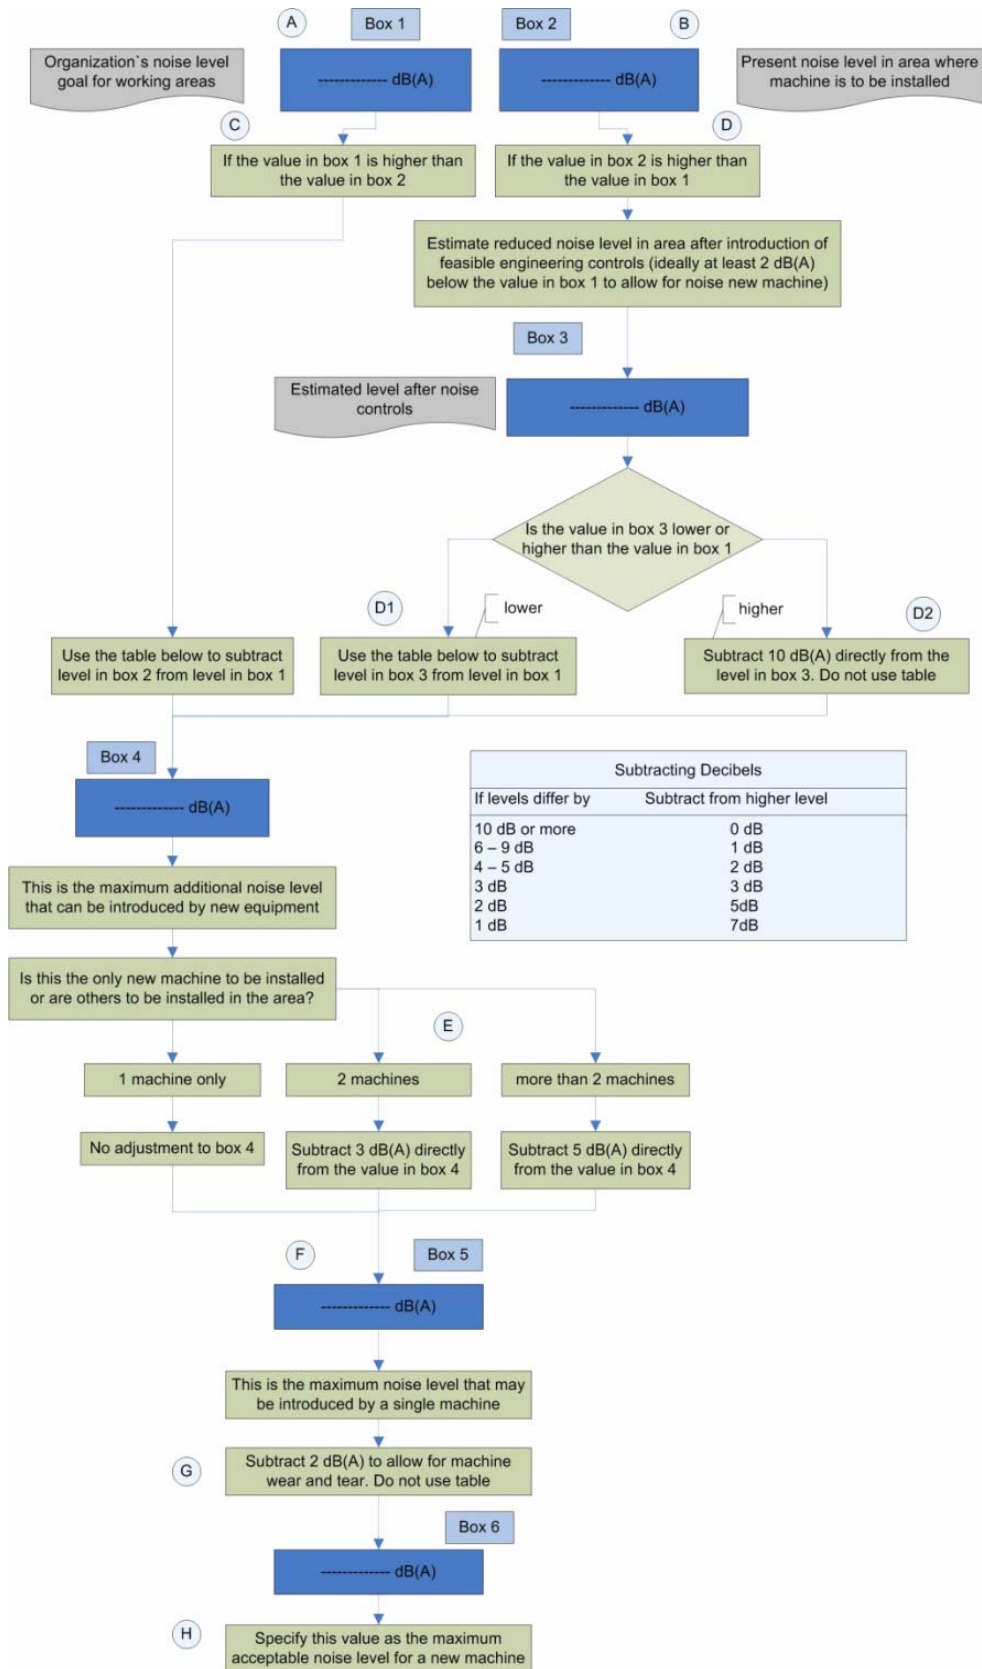 A
Box 1
Box 2
B
Organization`s noise level
goal for working areas
------------- dB(A)
------------- dB(A)
Present noise level in area where
machine is to be installed
C
D
If the value in box 1 is higher than
the value in box 2
If the value in box 2 is higher than
the value in box 1
Estimate reduced noise level in area after introduction of
feasible engineering controls (ideally at least 2 dB(A)
below the value in box 1 to allow for noise new machine)
Box 3
Estimated level after noise
controls
------------- dB(A)
Is the value in box 3 lower or
higher than the value in box 1
D1
lower
higher
D2
Use the table below to subtract
level in box 2 from level in box 1
Use the table below to subtract
level in box 3 from level in box 1
Subtract 10 dB(A) directly from the
level in box 3. Do not use table
Box 4
------------- dB(A)
Subtracting Decibels
If levels differ by Subtract from higher level
10 dB or more 0 dB
6 – 9 dB 1 dB
4 – 5 dB 2 dB
3 dB 3 dB
2 dB 5dB
1 dB 7dB
This is the maximum additional noise level
that can be introduced by new equipment
Is this the only new machine to be installed
or are others to be installed in the area?
E
1 machine only
2 machines
more than 2 machines
No adjustment to box 4
Subtract 3 dB(A) directly
from the value in box 4
Subtract 5 dB(A) directly
from the value in box 4
F
Box 5
------------- dB(A)
This is the maximum noise level that may
be introduced by a single machine
G
Subtract 2 dB(A) to allow for machine
wear and tear. Do not use table
Box 6
------------- dB(A)
H
Specify this value as the maximum
acceptable noise level for a new machine